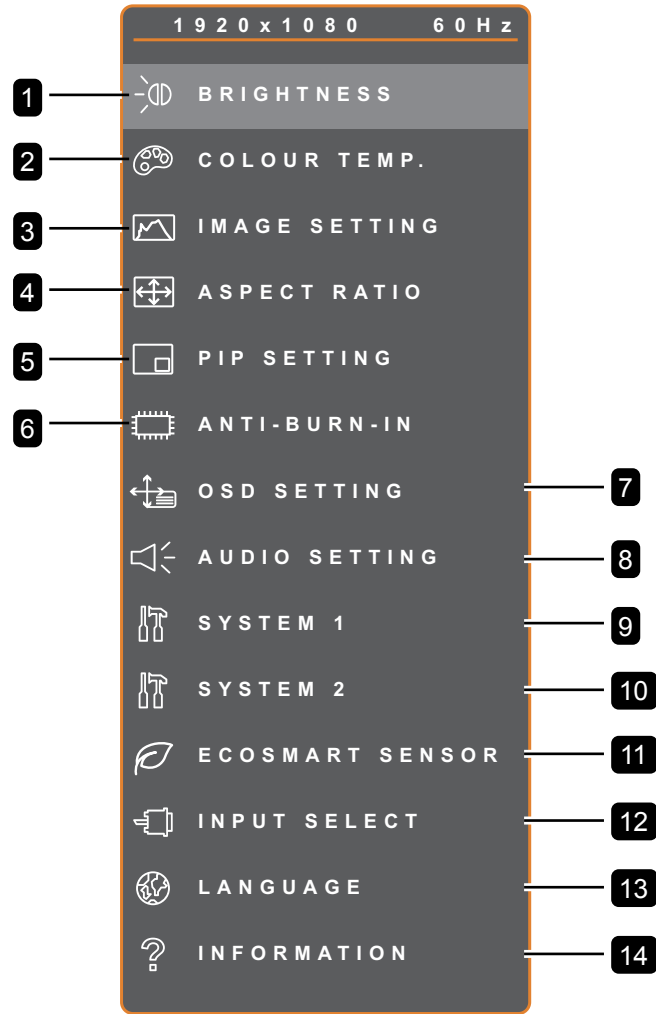 1920x1080 60Hz
1 BRIGHTNESS
2 COLOUR TEMP.
3 IMAGE SETTING
4 ASPECT RATIO
5 PIP SETTING
6 ANTI-BURN-IN
OSD SETTING 7
AUDIO SETTING 8
SYSTEM 1 9
SYSTEM 2 10
ECOSMART SENSOR 11
INPUT SELECT 12
LANGUAGE 13
INFORMATION 14